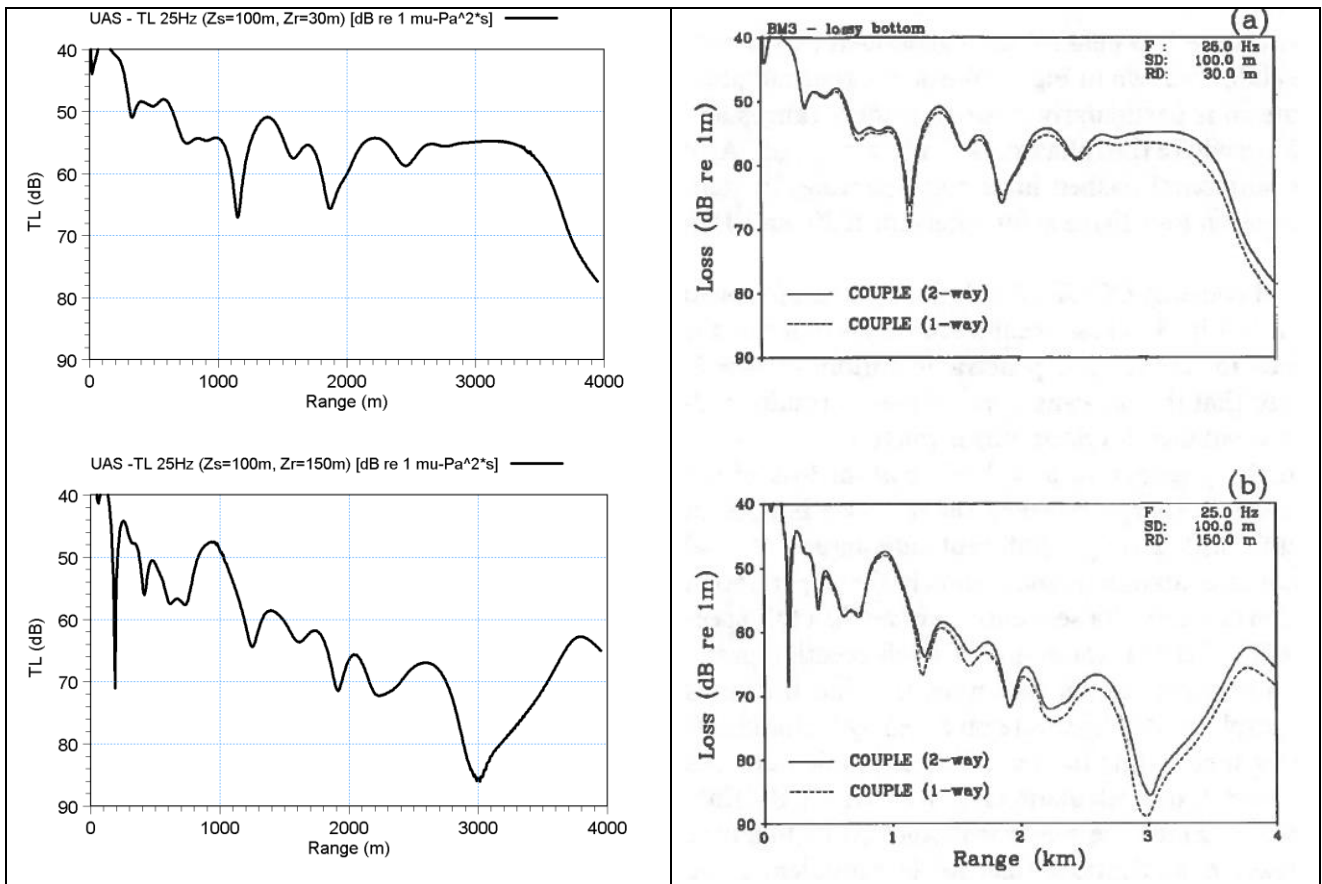 UAS - TL 25Hz (Zs=100m, Zr=30m) [dB re 1 mu-Pa^2*s]
40
50
60
70
80
90
TL (dB)
0 1000 2000 3000 4000
Range (m)
UAS -TL 25Hz (Zs=100m, Zr=150m) [dB re 1 mu-Pa^2*s]
40
50
60
70
80
90
TL (dB)
0 1000 2000 3000 4000
Range (m)
(a)
BM3 - lossy bottom
F : 25.0 Hz
SD: 100.0 m
RD: 30.0 m
40
50
60
70
80
90
Loss (dB re 1m)
COUPLE (2-way)
COUPLE (1-way)
(b)
F : 25.0 Hz
SD: 100.0 m
RD: 150.0 m
40
50
60
70
80
90
Loss (dB re 1m)
COUPLE (2-way)
COUPLE (1-way)
0 1 2 3 4
Range (km)